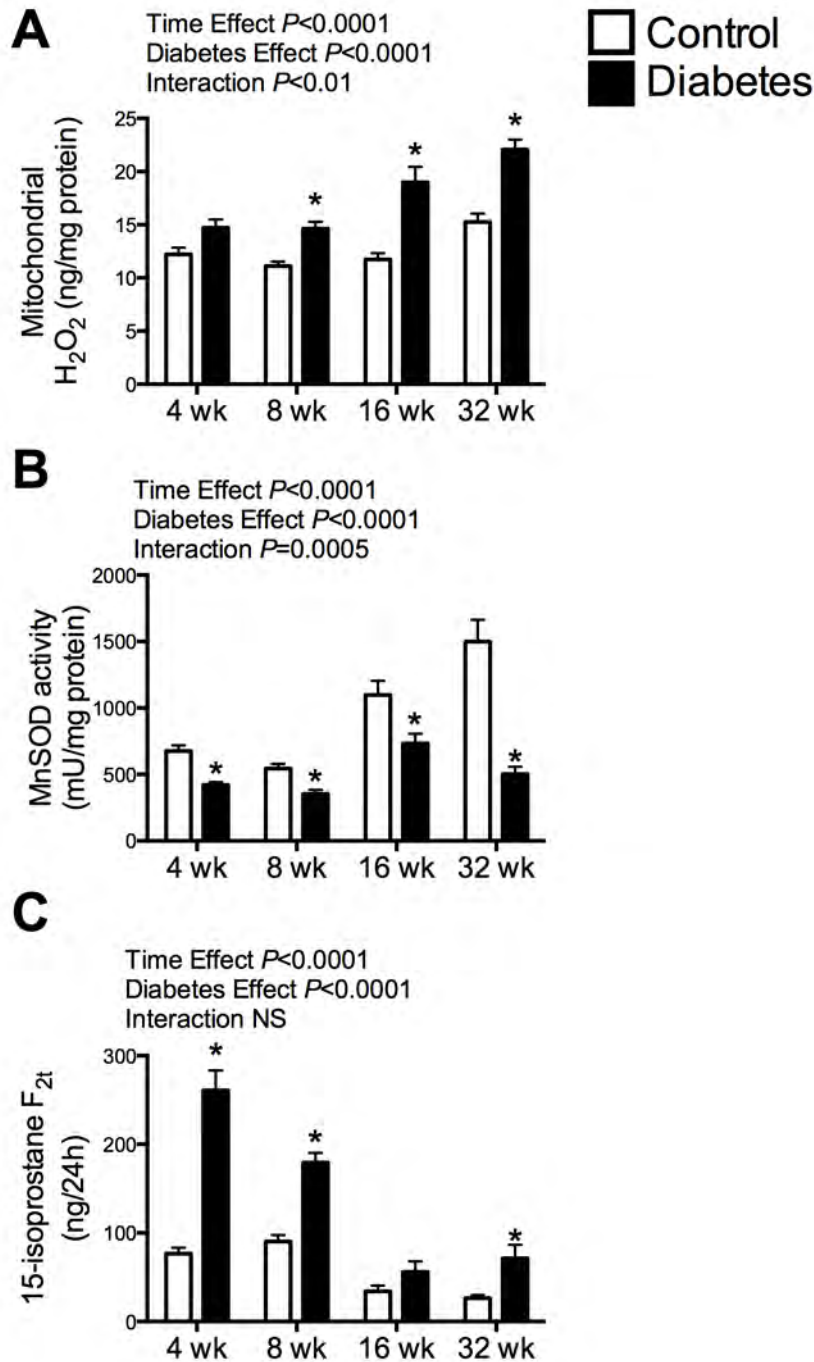 A
Time Effect P<0.0001
Diabetes Effect P<0.0001
Interaction P<0.01
Control
Diabetes
Mitochondrial
H₂O₂ (ng/mg protein)
25
20
15
10
5
0
* * *
4 wk 8 wk 16 wk 32 wk
B
Time Effect P<0.0001
Diabetes Effect P<0.0001
Interaction P=0.0005
MnSOD activity
(mU/mg protein)
2000
1500
1000
500
0
* * * *
4 wk 8 wk 16 wk 32 wk
C
Time Effect P<0.0001
Diabetes Effect P<0.0001
Interaction NS
15-isoprostane F₂ₜ
(ng/24h)
300
200
100
0
* * *
4 wk 8 wk 16 wk 32 wk